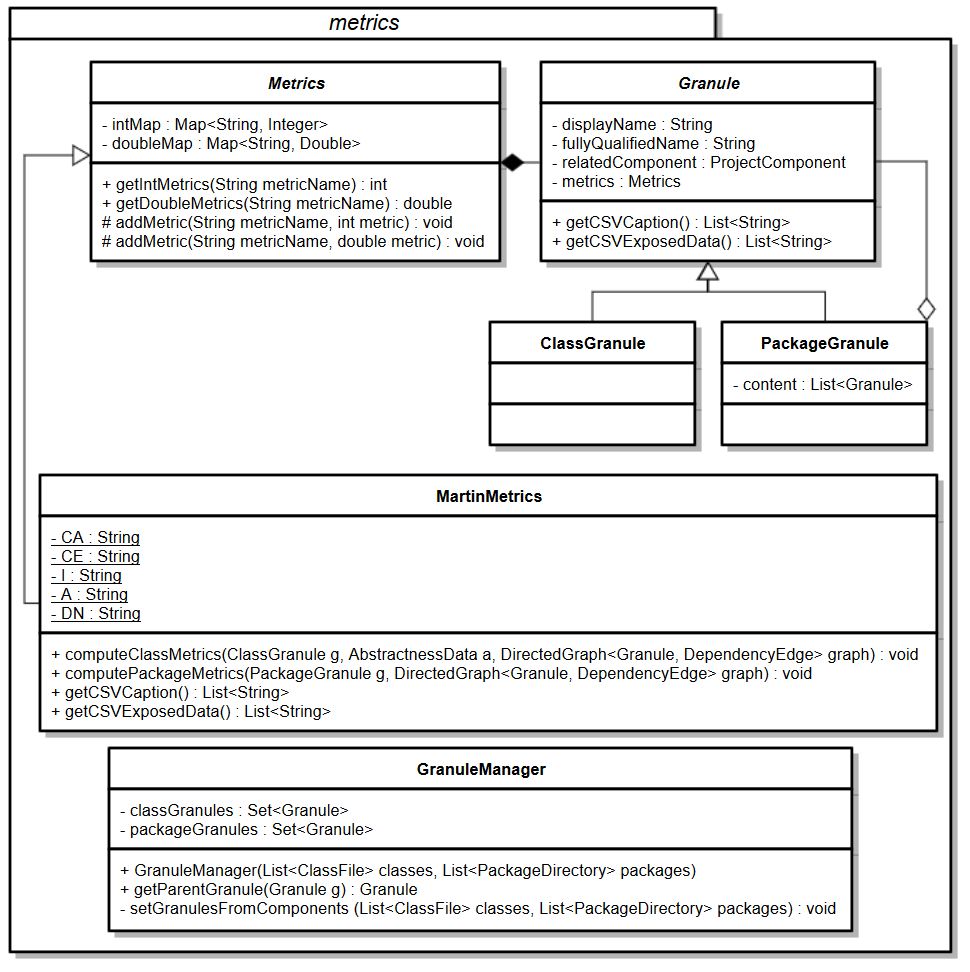 metrics
Metrics
- intMap : Map<String, Integer>
- doubleMap : Map<String, Double>
+ getIntMetrics(String metricName) : int
+ getDoubleMetrics(String metricName) : double
# addMetric(String metricName, int metric) : void
# addMetric(String metricName, double metric) : void
Granule
- displayName : String
- fullyQualifiedName : String
- relatedComponent : ProjectComponent
- metrics : Metrics
+ getCSVCaption() : List<String>
+ getCSVExposedData() : List<String>
ClassGranule
PackageGranule
- content : List<Granule>
MartinMetrics
- CA : String
- CE : String
- I : String
- A : String
- DN : String
+ computeClassMetrics(ClassGranule g, AbstractnessData a, DirectedGraph<Granule, DependencyEdge> graph) : void
+ computePackageMetrics(PackageGranule g, DirectedGraph<Granule, DependencyEdge> graph) : void
+ getCSVCaption() : List<String>
+ getCSVExposedData() : List<String>
GranuleManager
- classGranules : Set<Granule>
- packageGranules : Set<Granule>
+ GranuleManager(List<ClassFile> classes, List<PackageDirectory> packages)
+ getParentGranule(Granule g) : Granule
- setGranulesFromComponents (List<ClassFile> classes, List<PackageDirectory> packages) : void